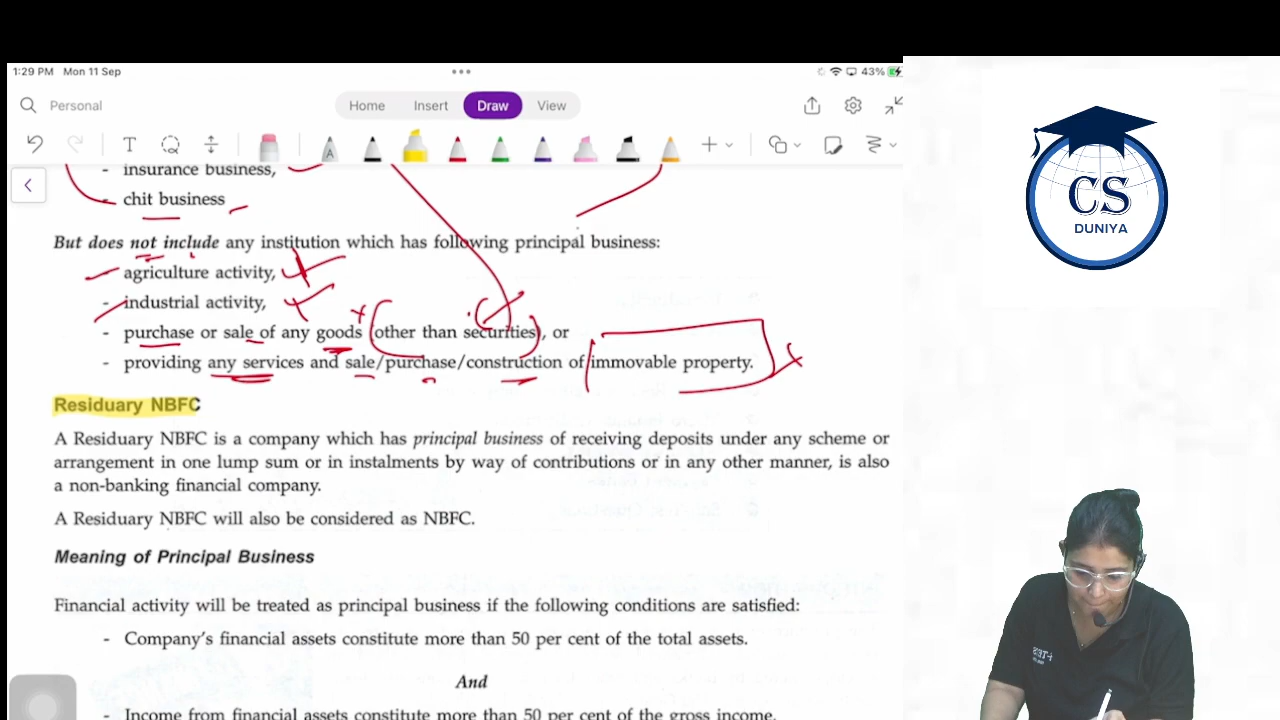 1:29 PM Mon 11 Sep
43%
Personal
Home Insert Draw View
T
A
- insurance business,
- chit business
But does not include any institution which has following principal business:
- agriculture activity,
- industrial activity,
- purchase or sale of any goods (other than securities), or
- providing any services and sale/purchase/construction of immovable property.
Residuary NBFC
A Residuary NBFC is a company which has principal business of receiving deposits under any scheme or
arrangement in one lump sum or in instalments by way of contributions or in any other manner, is also
a non-banking financial company.
A Residuary NBFC will also be considered as NBFC.
Meaning of Principal Business
Financial activity will be treated as principal business if the following conditions are satisfied:
- Company's financial assets constitute more than 50 per cent of the total assets.
And
- Income from financial assets constitute more than 50 per cent of the gross income.
CS
DUNIYA